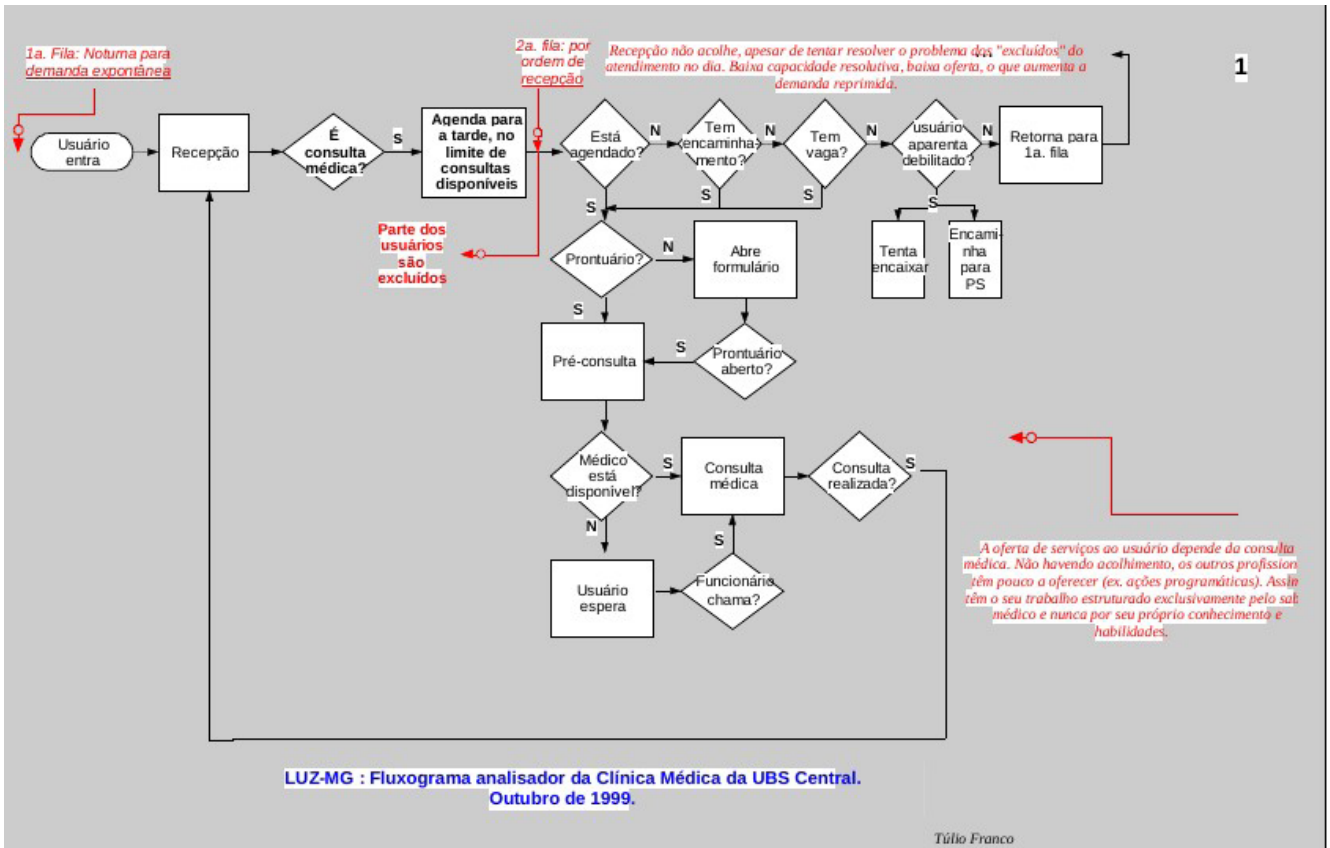 1a. Fila: Noturna para
demanda expontânea
2a. fila: por
ordem de
recepção
Recepção não acolhe, apesar de tentar resolver o problema dos "excluídos" do
atendimento no dia. Baixa capacidade resolutiva, baixa oferta, o que aumenta a
demanda reprimida.
1
Usuário
entra
Recepção
É
consulta
médica?
S
Agenda para
a tarde, no
limite de
consultas
disponíveis
Está
agendado?
N
Tem
encaminha-
mento?
N
Tem
vaga?
N
usuário
aparenta
debilitado?
N
Retorna para
1a. fila
S
S
S
S
Parte dos
usuários
são
excluídos
Prontuário?
N
Abre
formulário
Tenta
encaixar
Encami-
nha
para
PS
S
Pré-consulta
S
Prontuário
aberto?
Médico
está
disponível?
S
Consulta
médica
Consulta
realizada?
S
N
S
Usuário
espera
Funcionário
chama?
A oferta de serviços ao usuário depende da consulta
médica. Não havendo acolhimento, os outros profission
têm pouco a oferecer (ex. ações programáticas). Assin
têm o seu trabalho estruturado exclusivamente pelo sab
médico e nunca por seu próprio conhecimento e
habilidades.
LUZ-MG : Fluxograma analisador da Clínica Médica da UBS Central.
Outubro de 1999.
Túlio Franco